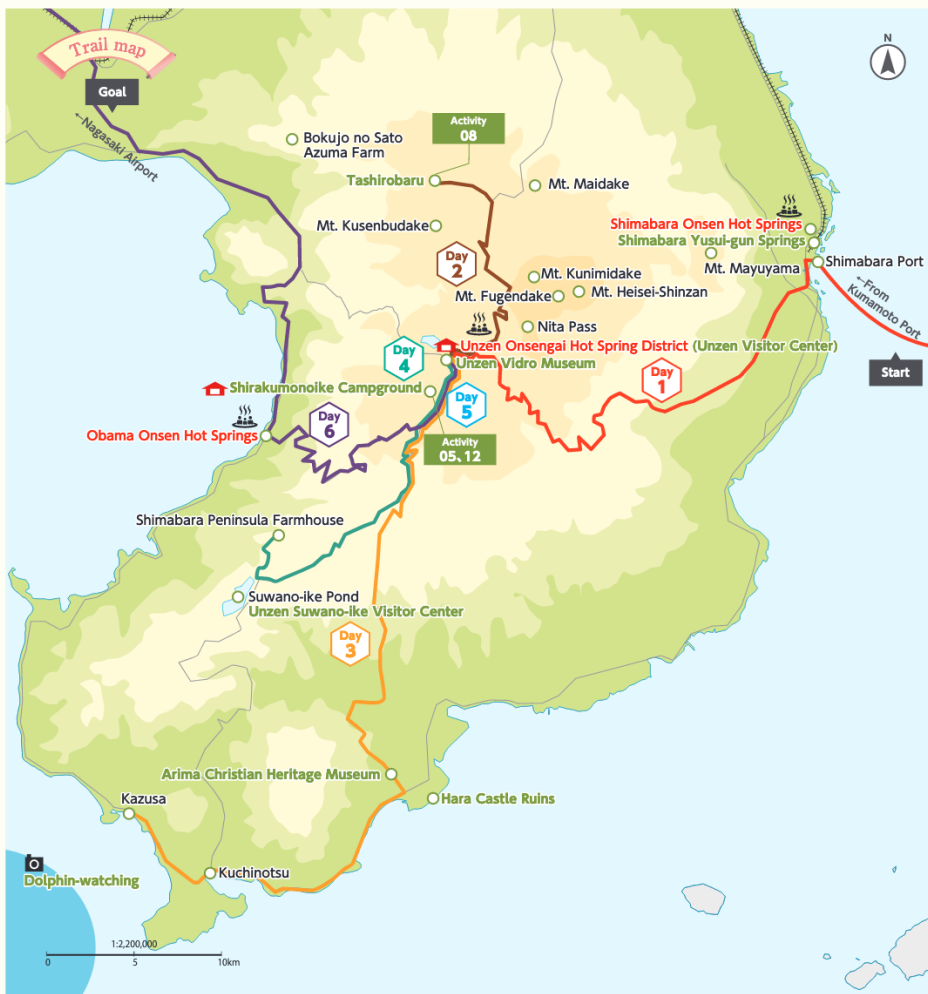 Trail map
N
Goal
←Nagasaki Airport
Activity
08
Bokujo no Sato
Azuma Farm
Tashirobaru
Mt. Maidake
Mt. Kusenbudake
Shimabara Onsen Hot Springs
Shimabara Yusui-gun Springs
Mt. Mayuyama
Shimabara Port
Day
2
Mt. Kunimidake
Mt. Fugendake
Mt. Heisei-Shinzan
←From
Kumamoto Port
Nita Pass
Start
Unzen Onsengai Hot Spring District (Unzen Visitor Center)
Day
4
Unzen Vidro Museum
Shirakumonoike Campground
Day
1
Day
5
Day
6
Obama Onsen Hot Springs
Activity
05、12
Shimabara Peninsula Farmhouse
Suwano-ike Pond
Unzen Suwano-ike Visitor Center
Day
3
Arima Christian Heritage Museum
Hara Castle Ruins
Kazusa
Kuchinotsu
Dolphin-watching
1:2,200,000
0 5 10km